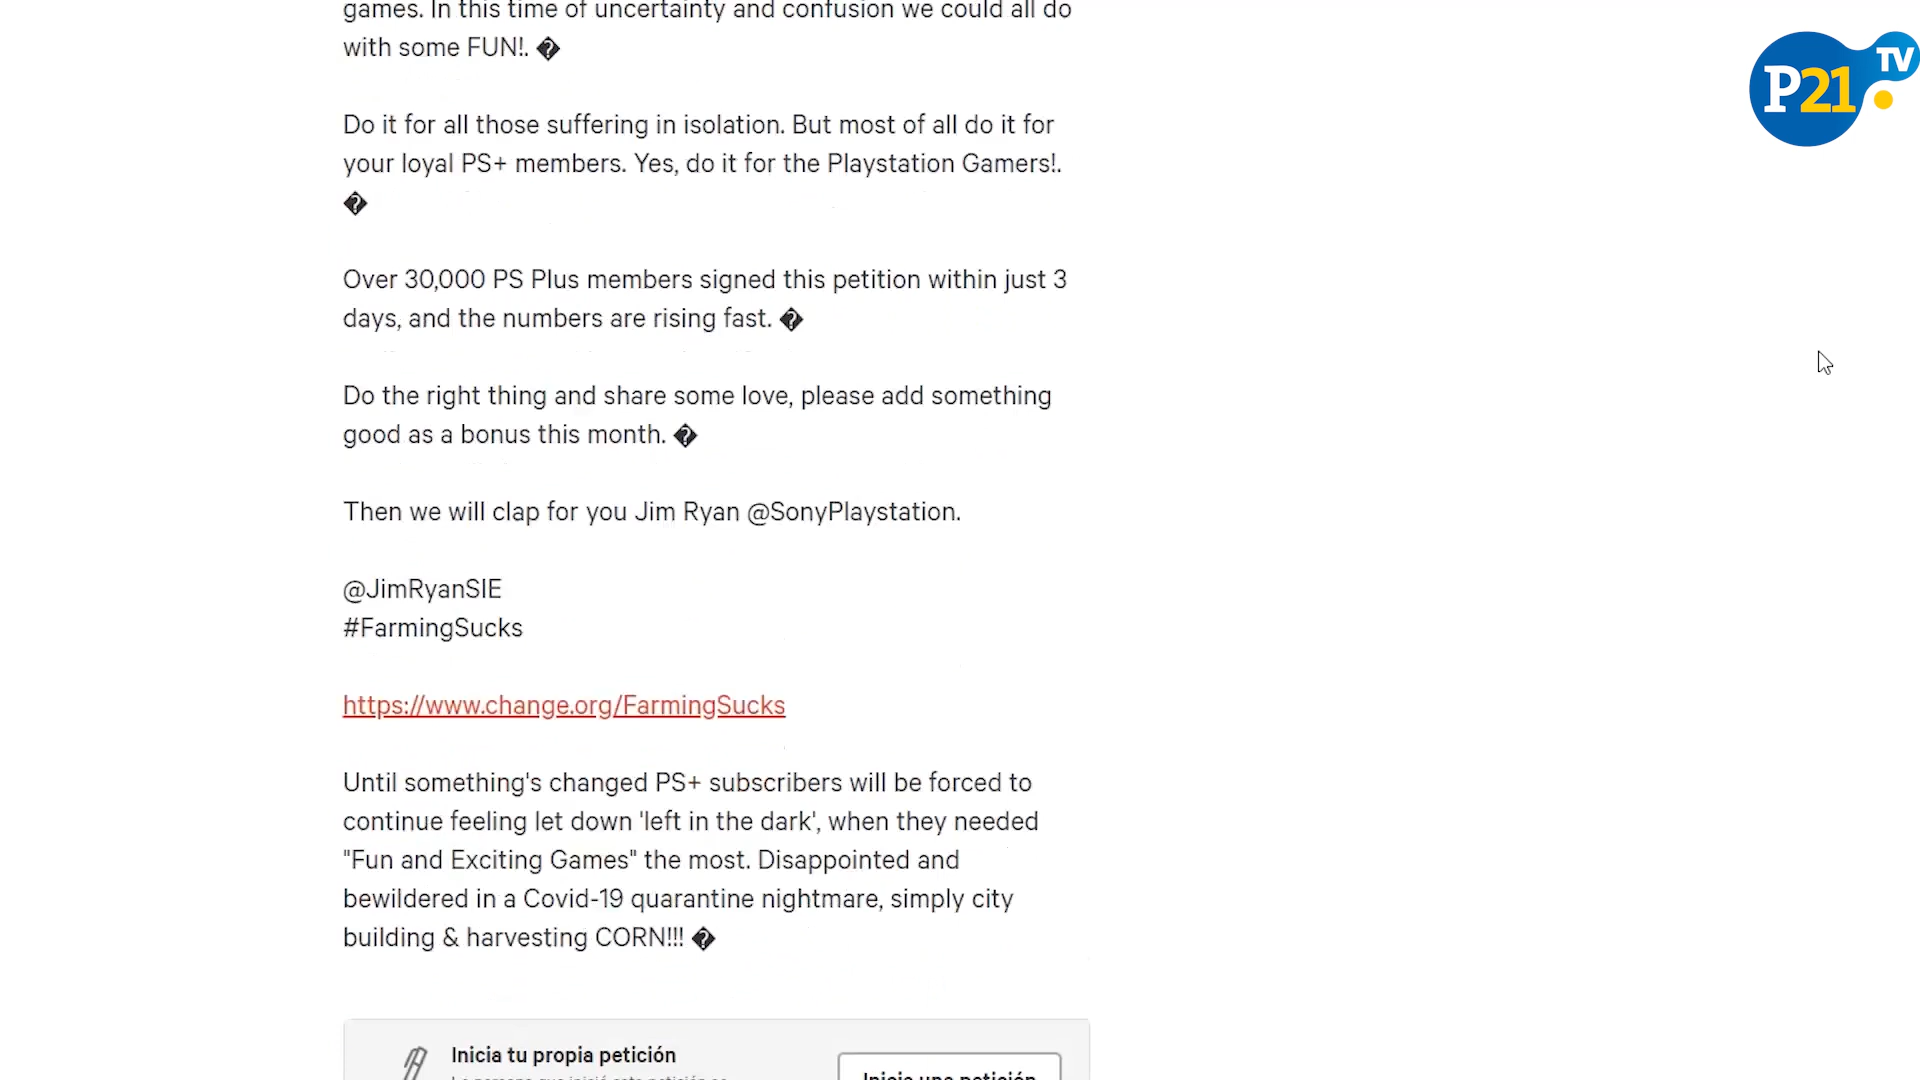 games. In this time of uncertainty and confusion we could all do
with some FUN!. �
Do it for all those suffering in isolation. But most of all do it for
your loyal PS+ members. Yes, do it for the Playstation Gamers!.
�
Over 30,000 PS Plus members signed this petition within just 3
days, and the numbers are rising fast. �
Do the right thing and share some love, please add something
good as a bonus this month. �
Then we will clap for you Jim Ryan @SonyPlaystation.
@JimRyanSIE
#FarmingSucks
https://www.change.org/FarmingSucks
Until something's changed PS+ subscribers will be forced to
continue feeling let down 'left in the dark', when they needed
"Fun and Exciting Games" the most. Disappointed and
bewildered in a Covid-19 quarantine nightmare, simply city
building & harvesting CORN!!! �
Inicia tu propia petición
Inicia una petición
P21 TV